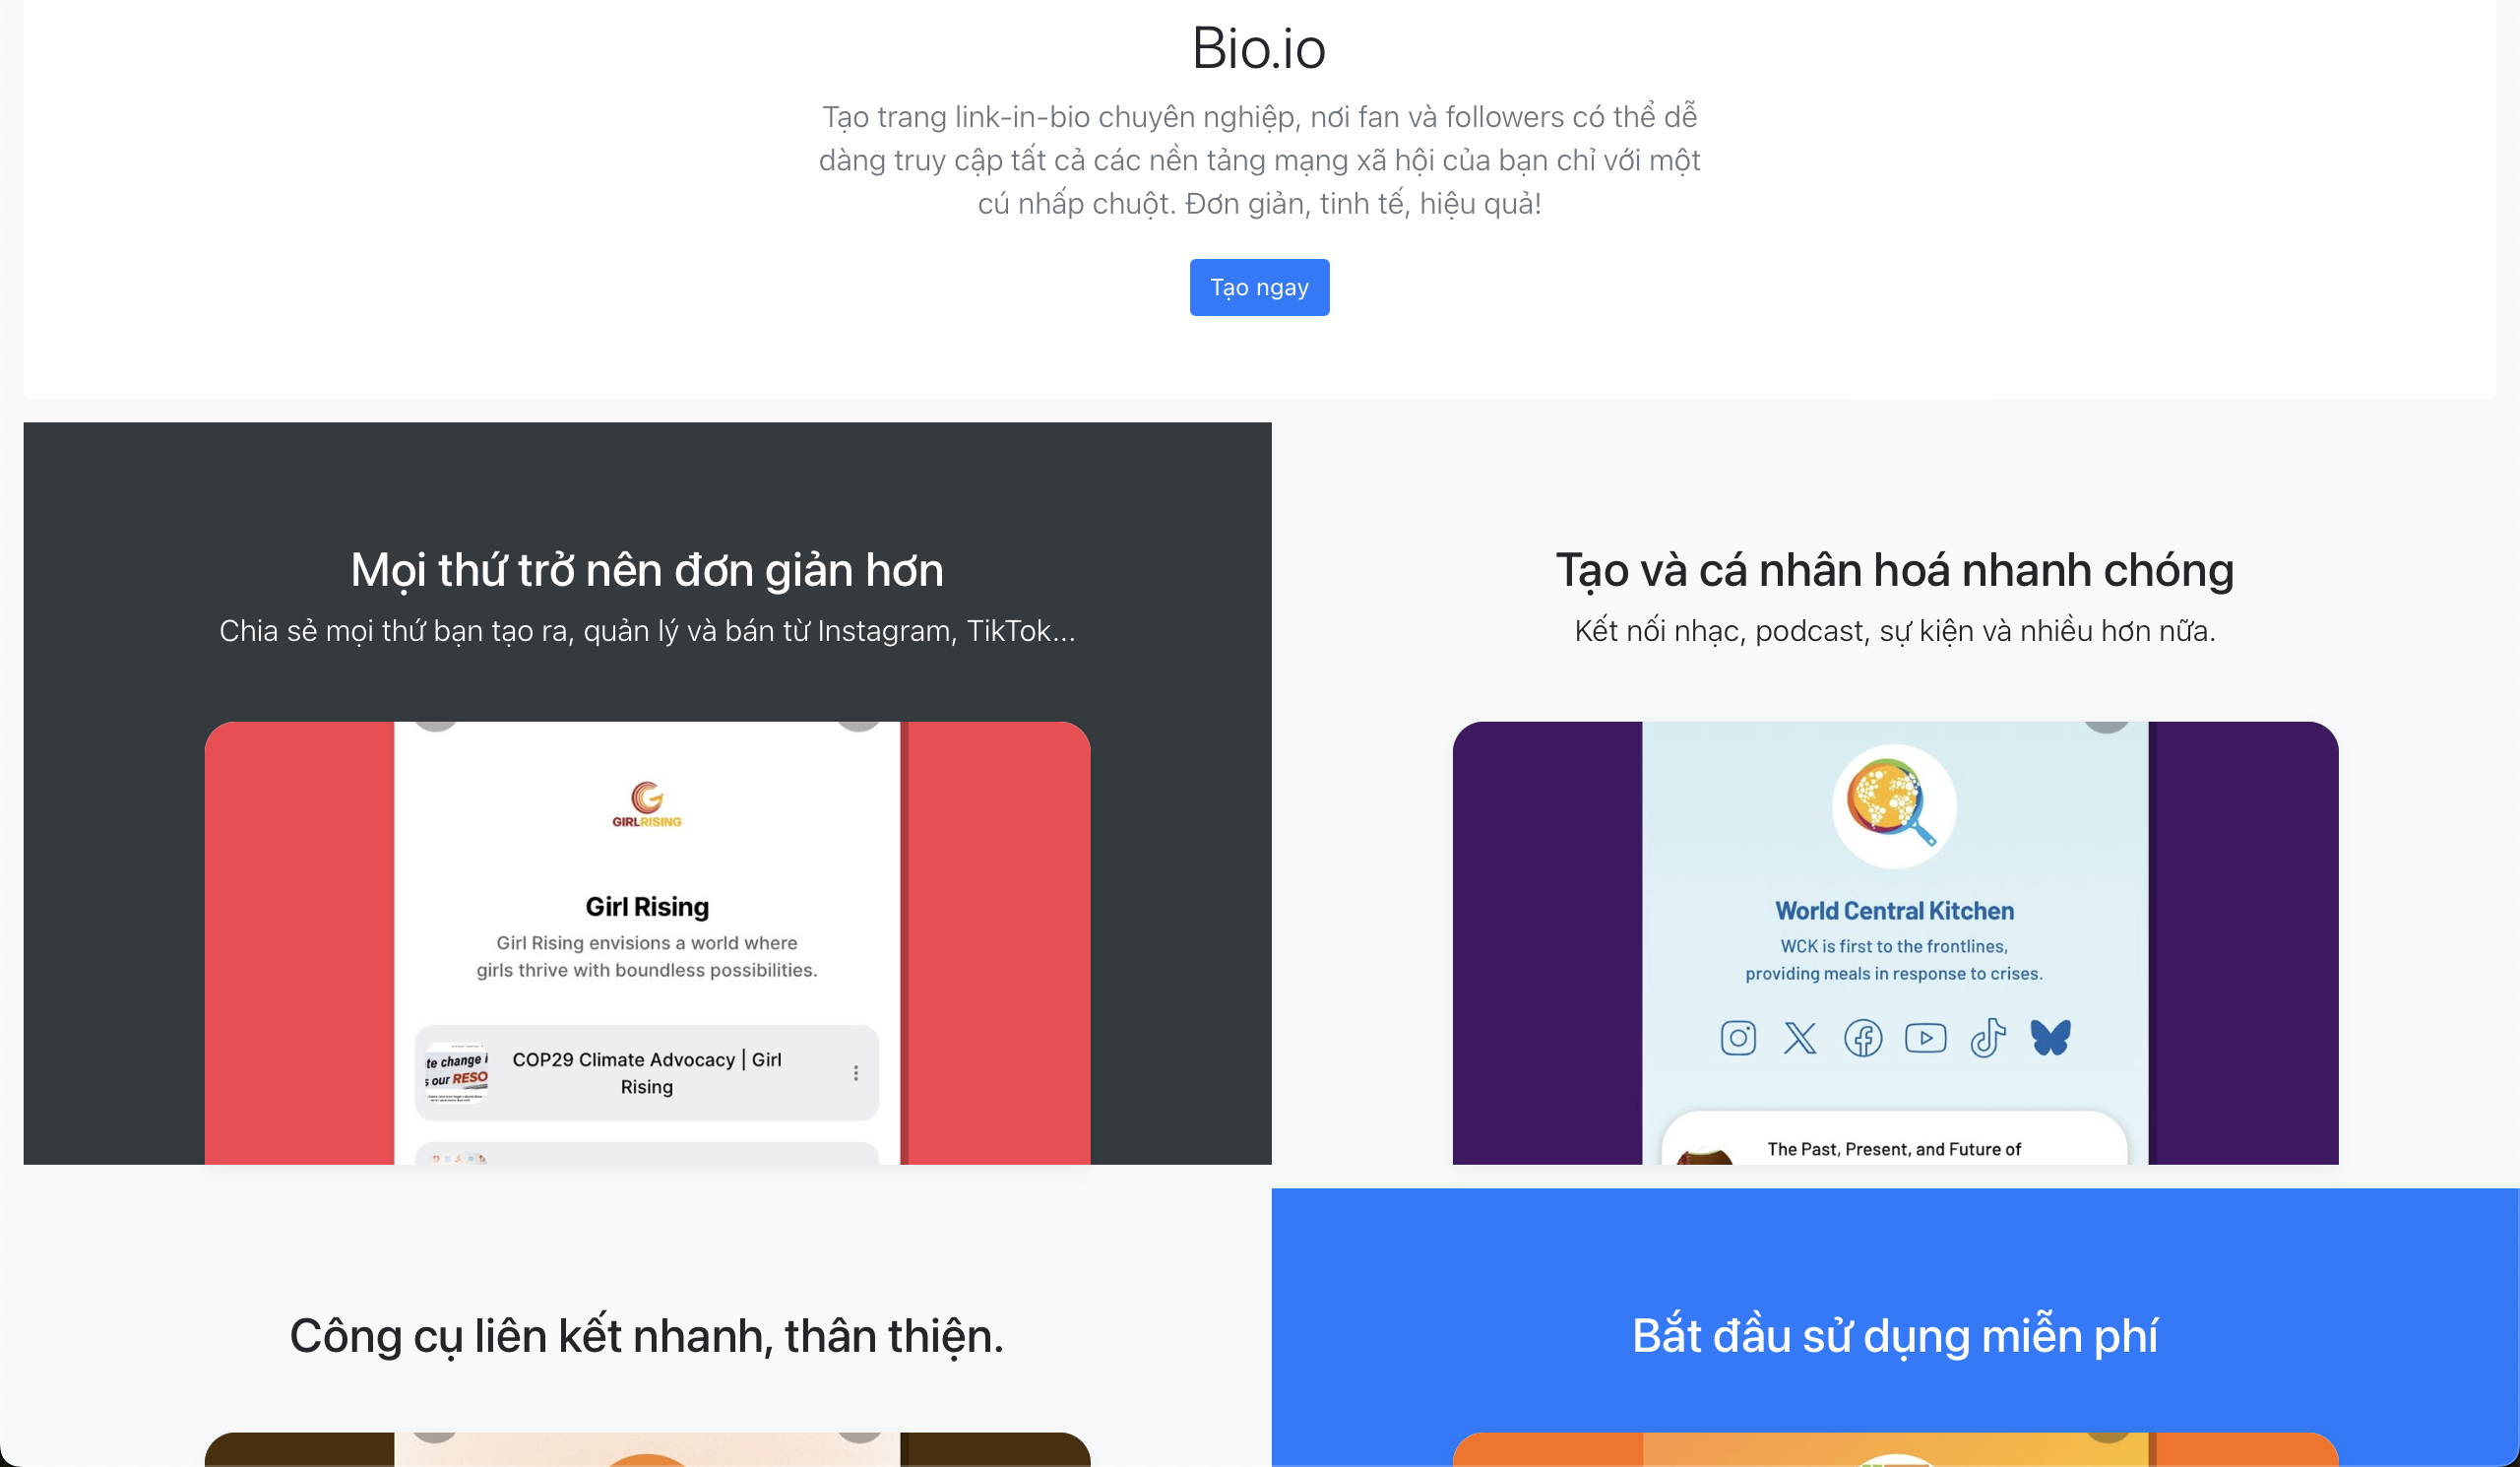 Bio.io
Tạo trang link-in-bio chuyên nghiệp, nơi fan và followers có thể dễ
dàng truy cập tất cả các nền tảng mạng xã hội của bạn chỉ với một
cú nhấp chuột. Đơn giản, tinh tế, hiệu quả!
Tạo ngay
Mọi thứ trở nên đơn giản hơn
Chia sẻ mọi thứ bạn tạo ra, quản lý và bán từ Instagram, TikTok...
GIRLRISING
Girl Rising
Girl Rising envisions a world where
girls thrive with boundless possibilities.
te change i
s our RESO
COP29 Climate Advocacy | Girl
Rising
Tạo và cá nhân hoá nhanh chóng
Kết nối nhạc, podcast, sự kiện và nhiều hơn nữa.
World Central Kitchen
WCK is first to the frontlines,
providing meals in response to crises.
The Past, Present, and Future of
Công cụ liên kết nhanh, thân thiện.
Bắt đầu sử dụng miễn phí